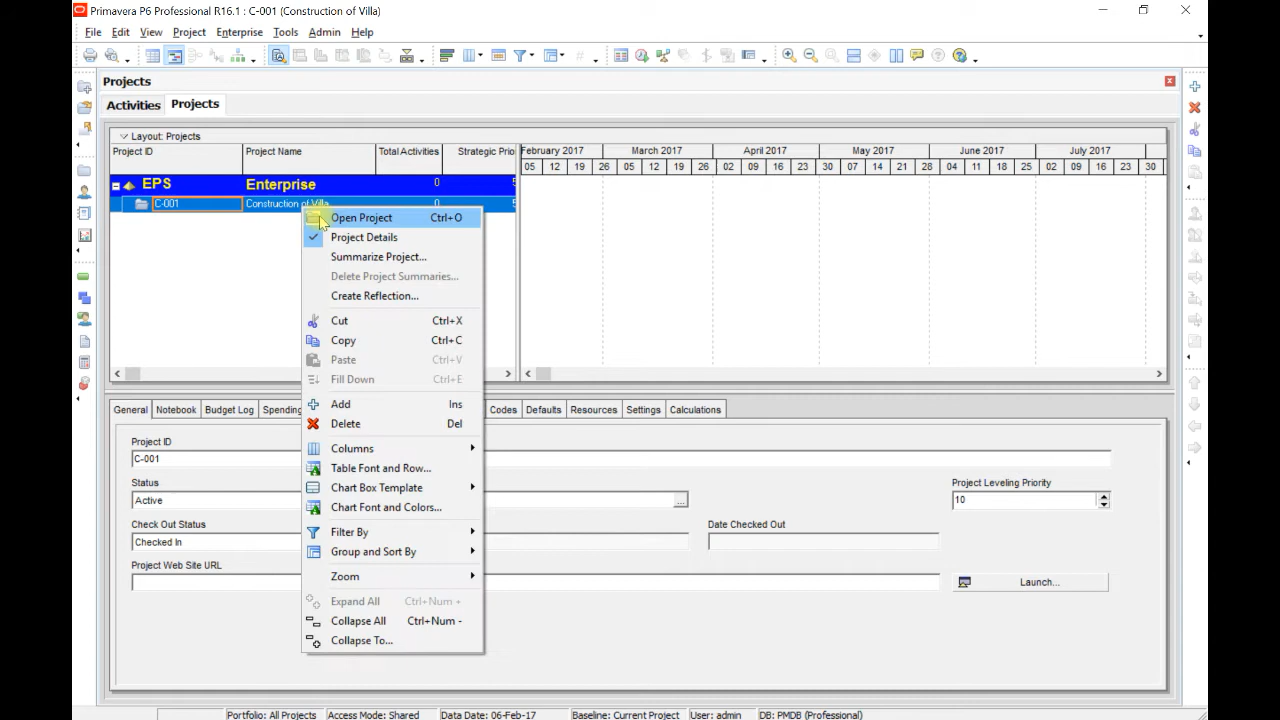 Primavera P6 Professional R16.1 : C-001 (Construction of Villa)
File Edit View Project Enterprise Tools Admin Help
Projects
Activities Projects
Layout: Projects
Project ID Project Name Total Activities Strategic Prio
February 2017 March 2017 April 2017 May 2017 June 2017 July 2017
05 12 19 26 05 12 19 26 02 09 16 23 30 07 14 21 28 04 11 18 25 02 09 16 23 30
EPS Enterprise 0 5
C-001 Construction of Villa 0 5
Open Project Ctrl+O
Project Details
Summarize Project...
Delete Project Summaries...
Create Reflection...
Cut Ctrl+X
Copy Ctrl+C
Paste Ctrl+V
Fill Down Ctrl+E
Add Ins
Delete Del
Columns
Table Font and Row...
Chart Box Template
Chart Font and Colors...
Filter By
Group and Sort By
Zoom
Expand All Ctrl+Num +
Collapse All Ctrl+Num -
Collapse To...
General Notebook Budget Log Spending Codes Defaults Resources Settings Calculations
Project ID
C-001
Status Project Leveling Priority
Active ... 10
Check Out Status Date Checked Out
Checked In
Project Web Site URL
Launch...
Portfolio: All Projects Access Mode: Shared Data Date: 06-Feb-17 Baseline: Current Project User: admin DB: PMDB (Professional)